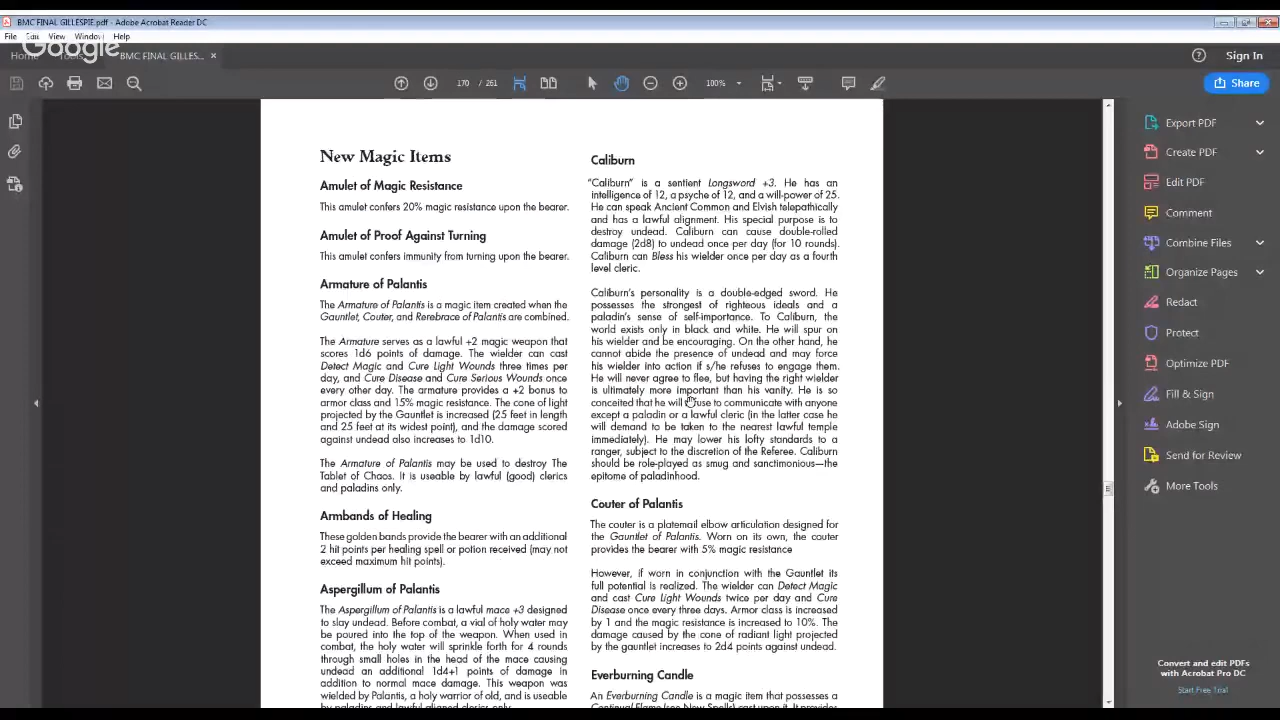 BMC FINAL GILLESPIE.pdf - Adobe Acrobat Reader DC
File Edit View Window Help
Google
Home Tools BMC FINAL GILLES... ×
Sign In
170 / 261
100%
Share
New Magic Items
Amulet of Magic Resistance
This amulet confers 20% magic resistance upon the bearer.
Amulet of Proof Against Turning
This amulet confers immunity from turning upon the bearer.
Armature of Palantis
The Armature of Palantis is a magic item created when the
Gauntlet, Couter, and Rerebrace of Palantis are combined.
The Armature serves as a lawful +2 magic weapon that
scores 1d6 points of damage. The wielder can cast
Detect Magic and Cure Light Wounds three times per
day, and Cure Disease and Cure Serious Wounds once
every other day. The armature provides a +2 bonus to
armor class and 15% magic resistance. The cone of light
projected by the Gauntlet is increased (25 feet in length
and 25 feet at its widest point), and the damage scored
against undead also increases to 1d10.
The Armature of Palantis may be used to destroy The
Tablet of Chaos. It is useable by lawful (good) clerics
and paladins only.
Armbands of Healing
These golden bands provide the bearer with an additional
2 hit points per healing spell or potion received (may not
exceed maximum hit points).
Aspergillum of Palantis
The Aspergillum of Palantis is a lawful mace +3 designed
to slay undead. Before combat, a vial of holy water may
be poured into the top of the weapon. When used in
combat, the holy water will sprinkle forth for 4 rounds
through small holes in the head of the mace causing
undead an additional 1d4+1 points of damage in
addition to normal mace damage. This weapon was
wielded by Palantis, a holy warrior of old, and is useable
by paladins and lawful aligned clerics only.
Caliburn
"Caliburn" is a sentient Longsword +3. He has an
intelligence of 12, a psyche of 12, and a will-power of 25.
He can speak Ancient Common and Elvish telepathically
and has a lawful alignment. His special purpose is to
destroy undead. Caliburn can cause double-rolled
damage (2d8) to undead once per day (for 10 rounds).
Caliburn can Bless his wielder once per day as a fourth
level cleric.
Caliburn's personality is a double-edged sword. He
possesses the strongest of righteous ideals and a
paladin's sense of self-importance. To Caliburn, the
world exists only in black and white. He will spur on
his wielder and be encouraging. On the other hand, he
cannot abide the presence of undead and may force
his wielder into action if s/he refuses to engage them.
He will never agree to flee, but having the right wielder
is ultimately more important than his vanity. He is so
conceited that he will refuse to communicate with anyone
except a paladin or a lawful cleric (in the latter case he
will demand to be taken to the nearest lawful temple
immediately). He may lower his lofty standards to a
ranger, subject to the discretion of the Referee. Caliburn
should be role-played as smug and sanctimonious—the
epitome of paladinhood.
Couter of Palantis
The couter is a platemail elbow articulation designed for
the Gauntlet of Palantis. Worn on its own, the couter
provides the bearer with 5% magic resistance
However, if worn in conjunction with the Gauntlet its
full potential is realized. The wielder can Detect Magic
and cast Cure Light Wounds twice per day and Cure
Disease once every three days. Armor class is increased
by 1 and the magic resistance is increased to 10%. The
damage caused by the cone of radiant light projected
by the gauntlet increases to 2d4 points against undead.
Everburning Candle
An Everburning Candle is a magic item that possesses a
Continual Flame (see New Spells) cast upon it. It provides
Export PDF
Create PDF
Edit PDF
Comment
Combine Files
Organize Pages
Redact
Protect
Optimize PDF
Fill & Sign
Adobe Sign
Send for Review
More Tools
Convert and edit PDFs
with Acrobat Pro DC
Start Free Trial